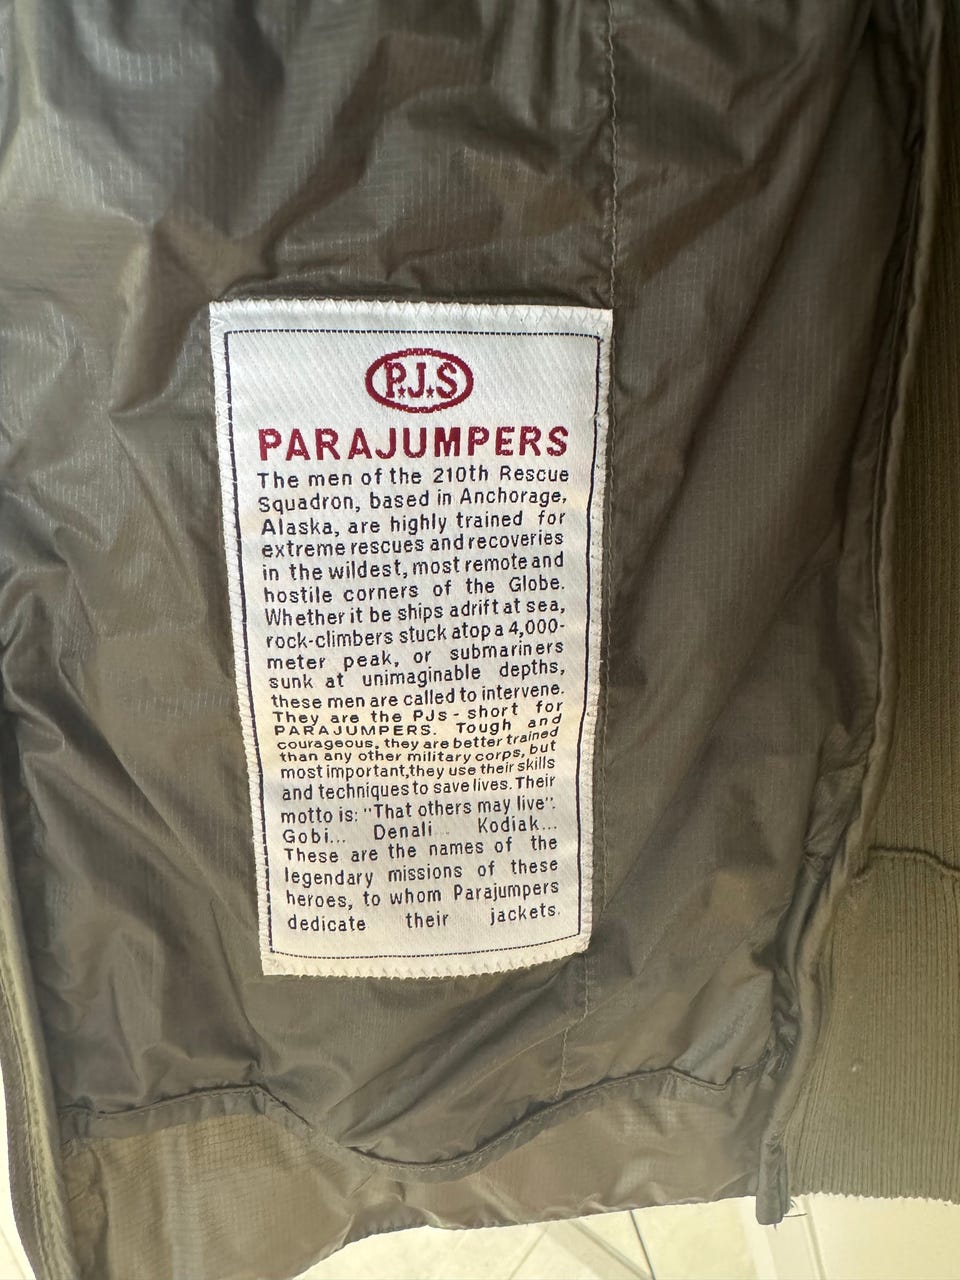 P.J.S
PARAJUMPERS
The men of the 210th Rescue
Squadron, based in Anchorage,
Alaska, are highly trained for
extreme rescues and recoveries
in the wildest, most remote and
hostile corners of the Globe.
Whether it be ships adrift at sea,
rock-climbers stuck atop a 4,000-
meter peak, or submariners
sunk at unimaginable depths,
these men are called to intervene.
They are the PJs - short for
PARAJUMPERS. Tough and
courageous, they are better trained
than any other military corps, but
most important, they use their skills
and techniques to save lives. Their
motto is: "That others may live".
Gobi... Denali... Kodiak...
These are the names of the
legendary missions of these
heroes, to whom Parajumpers
dedicate their jackets.